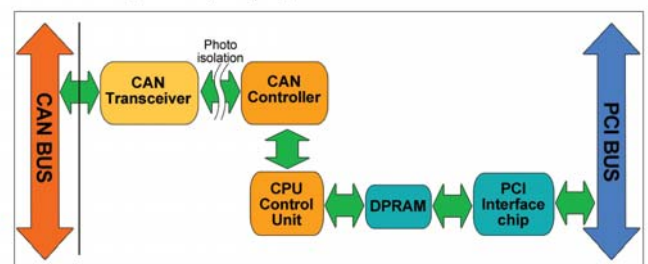 CAN BUS
CAN
Transceiver
Photo
isolation
CAN
Controller
CPU
Control
Unit
DPRAM
PCI
Interface
chip
PCI BUS